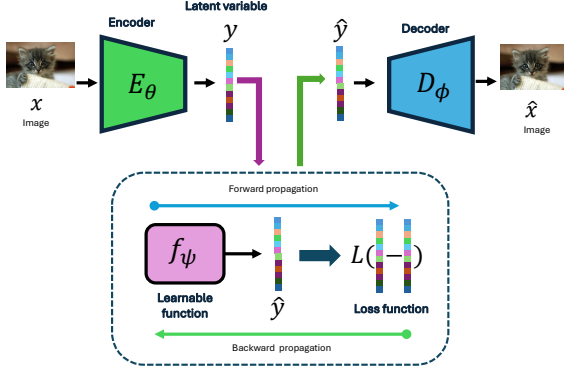 Encoder
Latent variable
Decoder
y
ŷ
E_θ
D_ϕ
x
Image
x̂
Image
Forward propagation
f_ψ
ŷ
L( − )
Learnable
function
Loss function
Backward propagation